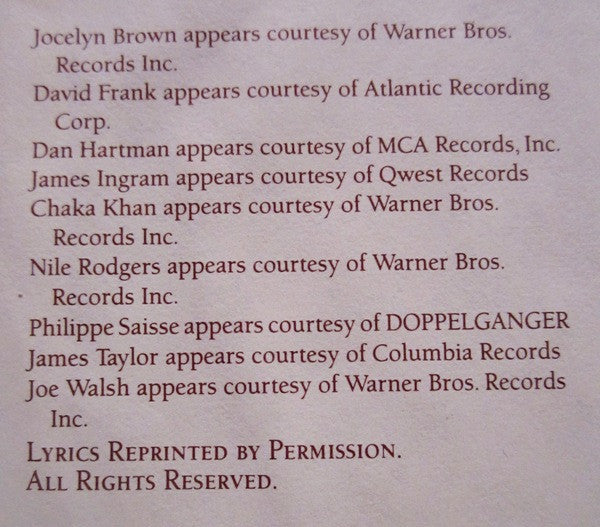 Jocelyn Brown appears courtesy of Warner Bros.
Records Inc.
David Frank appears courtesy of Atlantic Recording
Corp.
Dan Hartman appears courtesy of MCA Records, Inc.
James Ingram appears courtesy of Qwest Records
Chaka Khan appears courtesy of Warner Bros.
Records Inc.
Nile Rodgers appears courtesy of Warner Bros.
Records Inc.
Philippe Saisse appears courtesy of DOPPELGANGER
James Taylor appears courtesy of Columbia Records
Joe Walsh appears courtesy of Warner Bros. Records
Inc.
LYRICS REPRINTED BY PERMISSION.
ALL RIGHTS RESERVED.